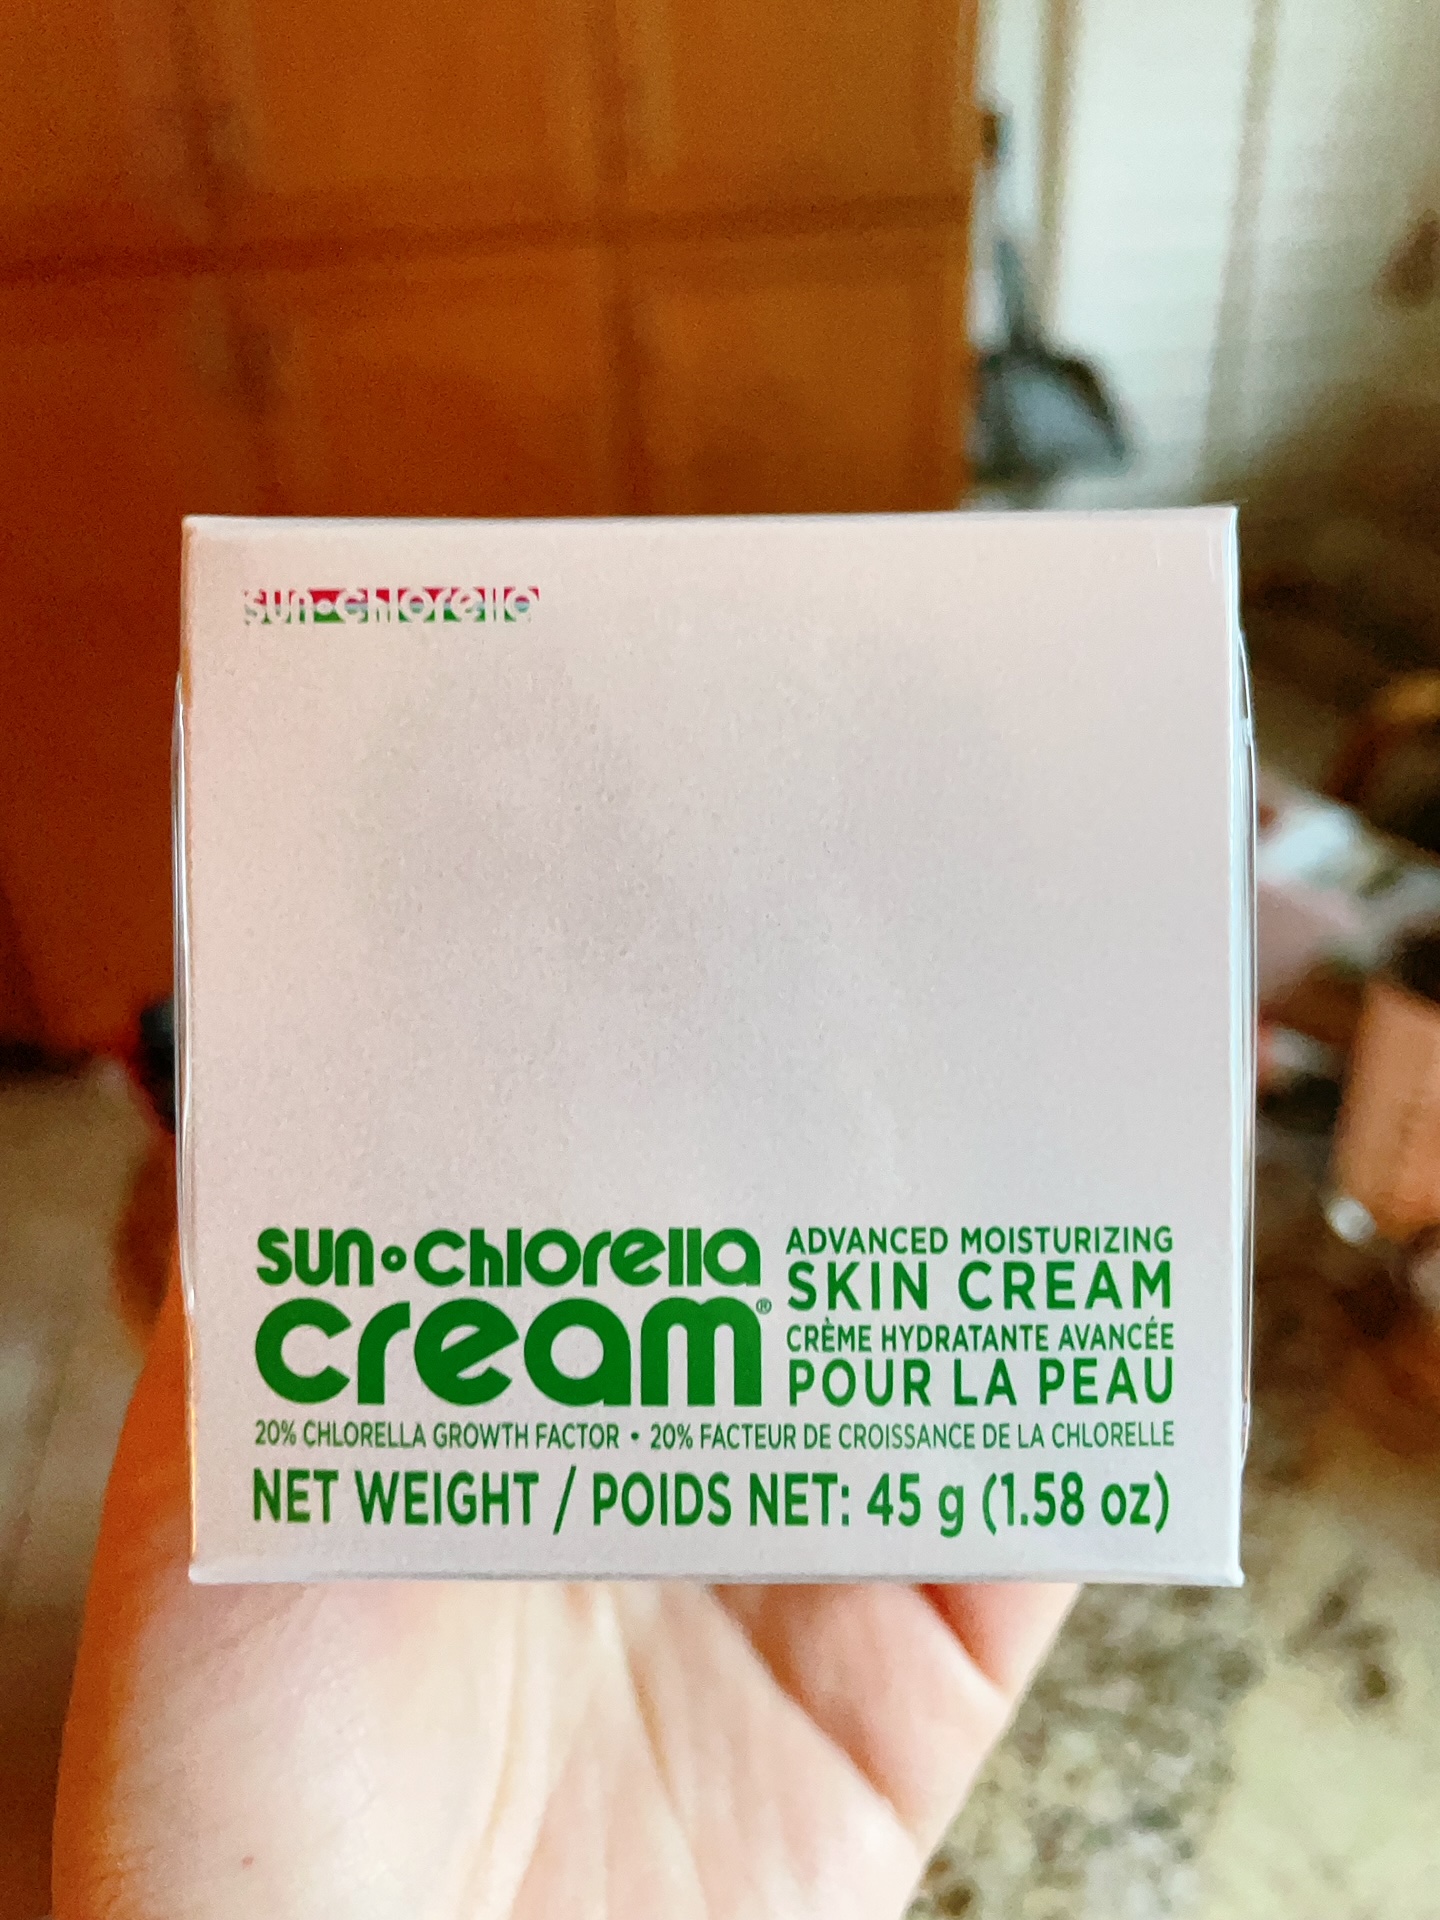 sun•chlorella
sun•chlorella
cream®
ADVANCED MOISTURIZING
SKIN CREAM
CRÈME HYDRATANTE AVANCÉE
POUR LA PEAU
20% CHLORELLA GROWTH FACTOR • 20% FACTEUR DE CROISSANCE DE LA CHLORELLE
NET WEIGHT / POIDS NET: 45 g (1.58 oz)